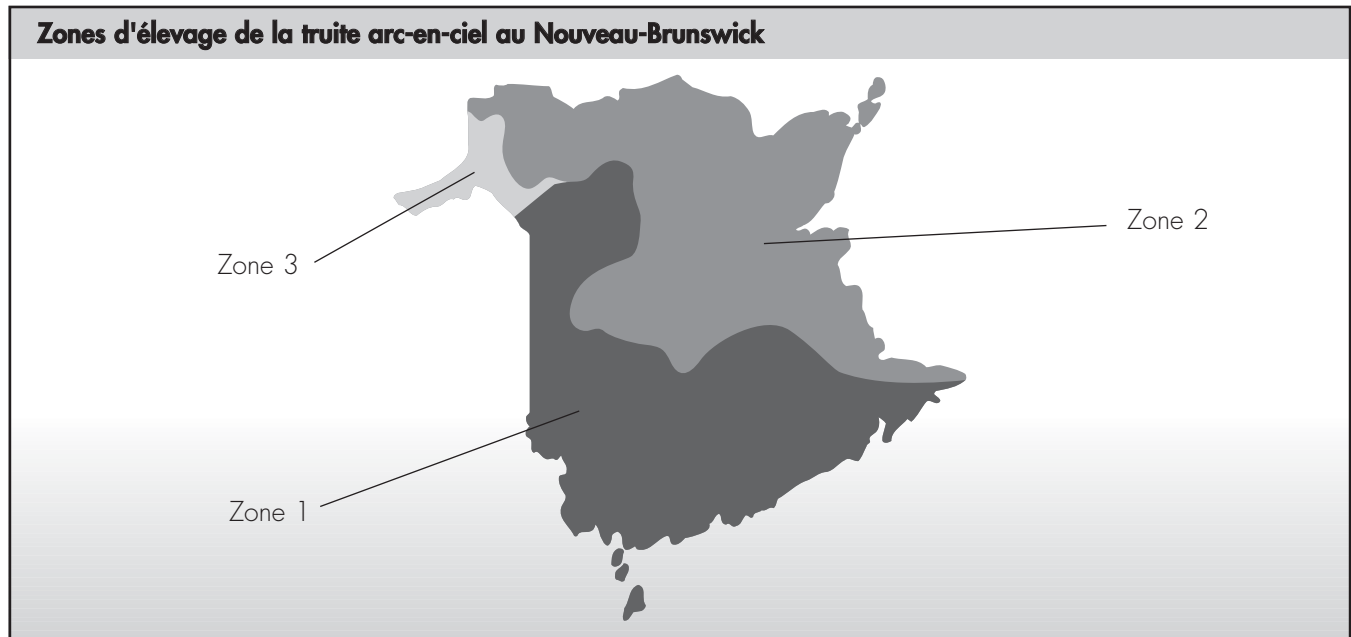 Zones d'élevage de la truite arc-en-ciel au Nouveau-Brunswick
Zone 2
Zone 3
Zone 1